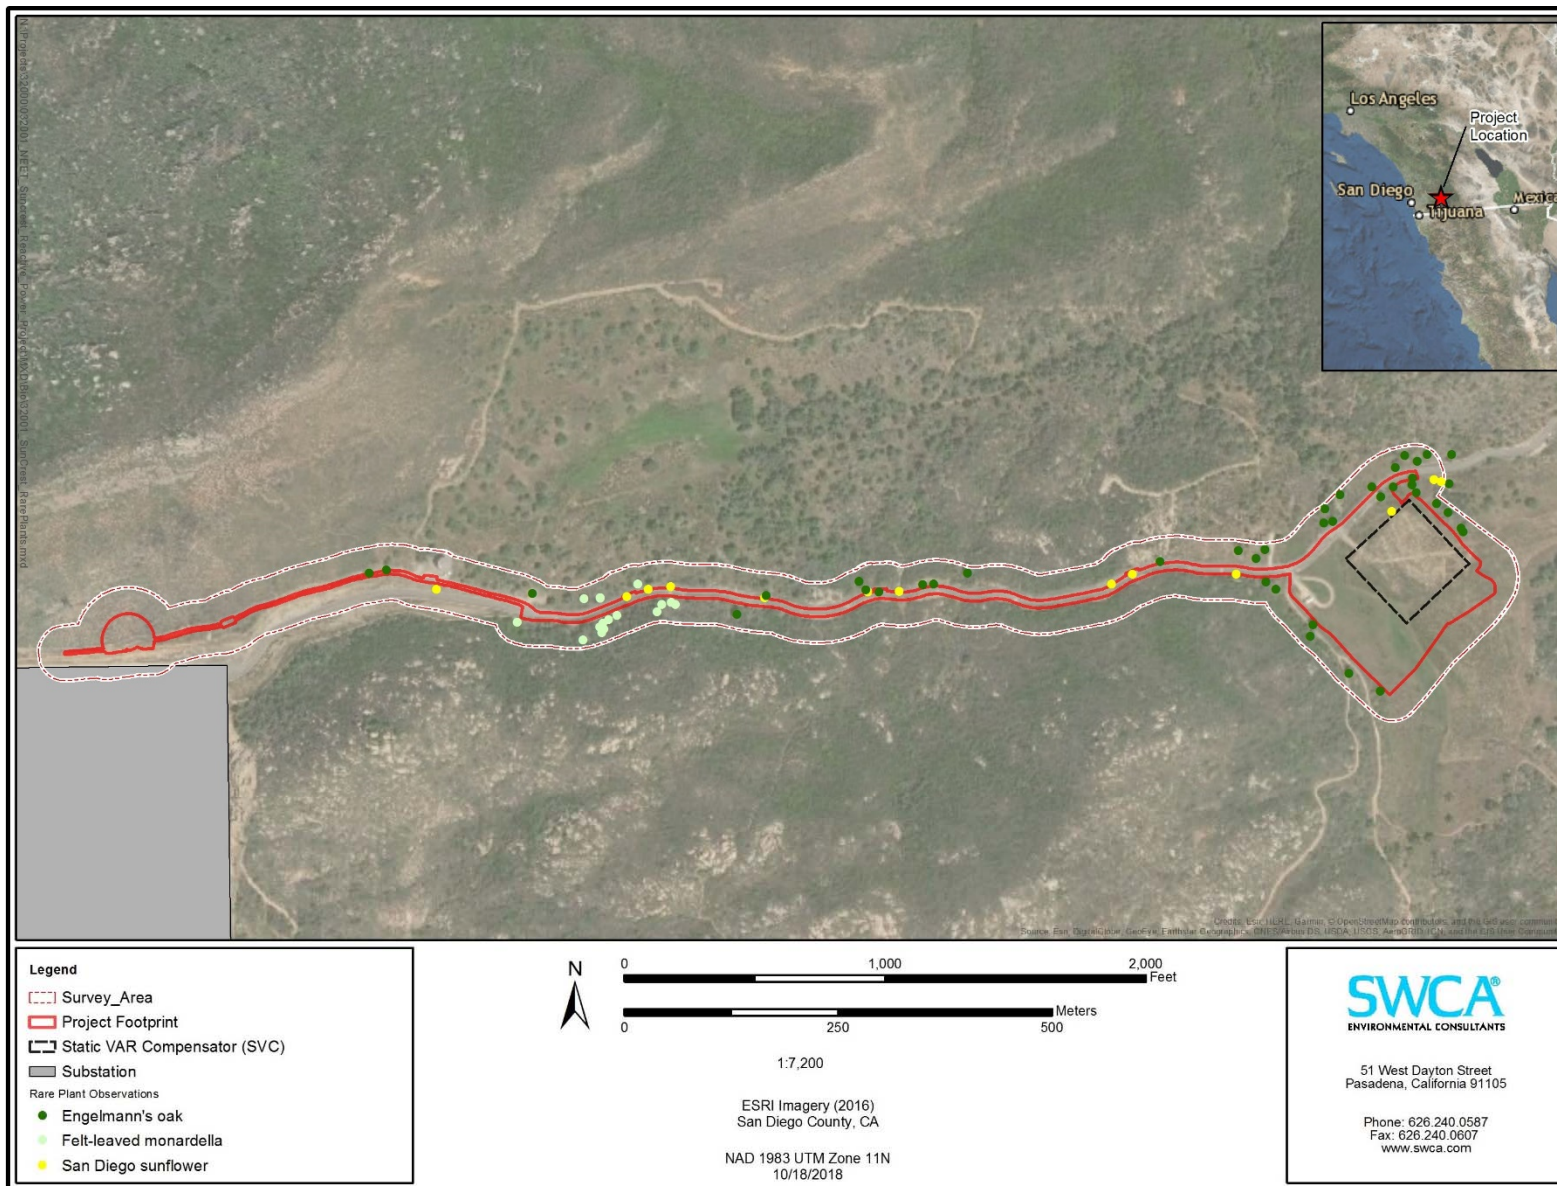 Los Angeles
Project
Location
San Diego
Tijuana
Mexica
Legend
Survey_Area
Project Footprint
Static VAR Compensator (SVC)
Substation
Rare Plant Observations
Engelmann's oak
Felt-leaved monardella
San Diego sunflower
N
0 1,000 2,000
Feet
Meters
0 250 500
1:7,200
ESRI Imagery (2016)
San Diego County, CA
NAD 1983 UTM Zone 11N
10/18/2018
SWCA®
ENVIRONMENTAL CONSULTANTS
51 West Dayton Street
Pasadena, California 91105
Phone: 626.240.0587
Fax: 626.240.0607
www.swca.com